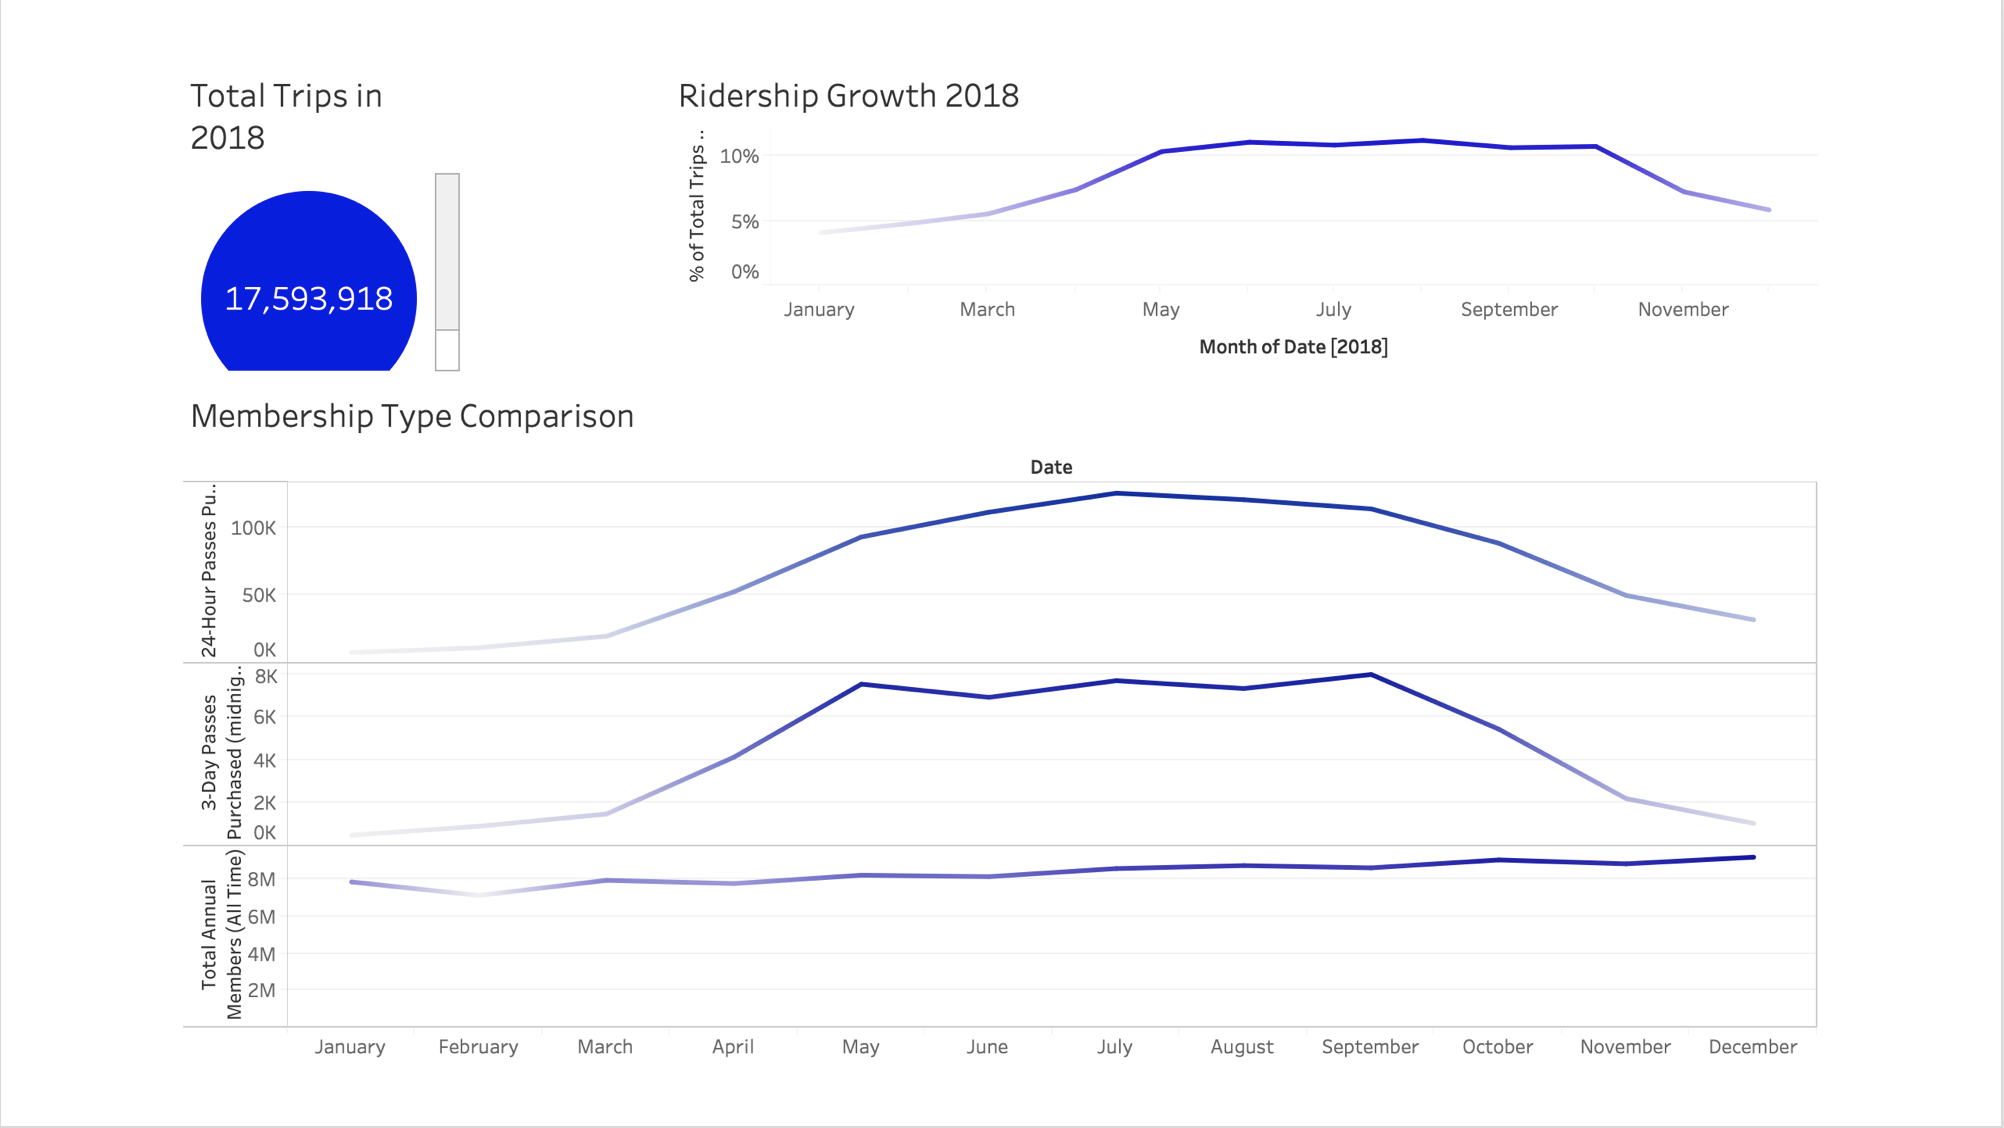 Total Trips in
2018
17,593,918
Ridership Growth 2018
% of Total Trips ..
10%
5%
0%
January March May July September November
Month of Date [2018]
Membership Type Comparison
Date
24-Hour Passes Pu..
100K
50K
0K
3-Day Passes
Purchased (midnig..
8K
6K
4K
2K
0K
Total Annual
Members (All Time)
8M
6M
4M
2M
January February March April May June July August September October November December